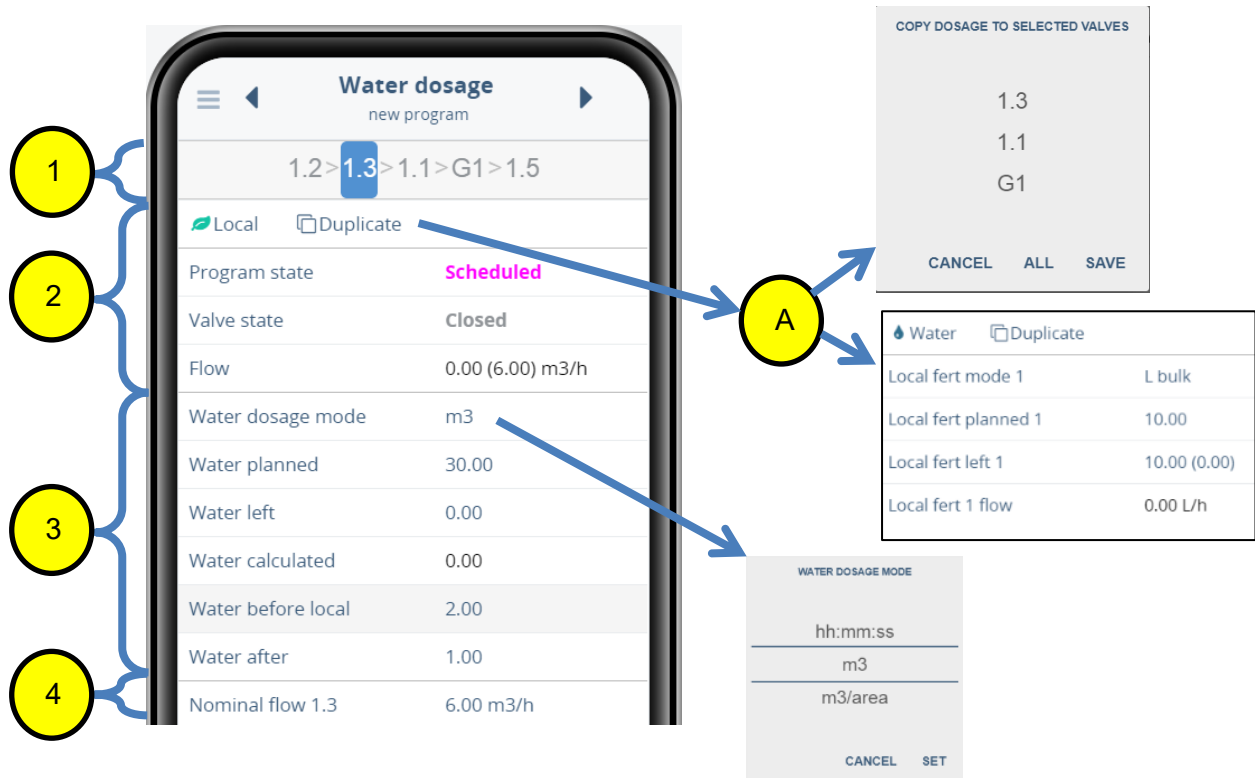 Water dosage
new program
1.2>1.3>1.1>G1>1.5
Local Duplicate
Program state Scheduled
Valve state Closed
Flow 0.00 (6.00) m3/h
Water dosage mode m3
Water planned 30.00
Water left 0.00
Water calculated 0.00
Water before local 2.00
Water after 1.00
Nominal flow 1.3 6.00 m3/h
1
2
3
4
A
COPY DOSAGE TO SELECTED VALVES
1.3
1.1
G1
CANCEL ALL SAVE
Water Duplicate
Local fert mode 1 L bulk
Local fert planned 1 10.00
Local fert left 1 10.00 (0.00)
Local fert 1 flow 0.00 L/h
WATER DOSAGE MODE
hh:mm:ss
m3
m3/area
CANCEL SET